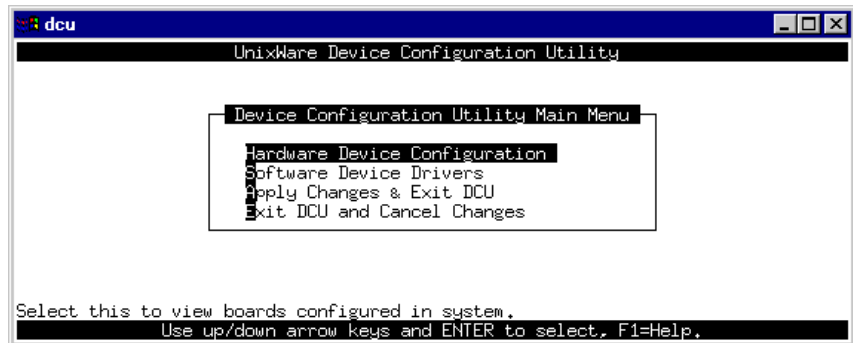 dcu
UnixWare Device Configuration Utility
Device Configuration Utility Main Menu
Hardware Device Configuration
Software Device Drivers
Apply Changes & Exit DCU
Exit DCU and Cancel Changes
Select this to view boards configured in system.
Use up/down arrow keys and ENTER to select, F1=Help.